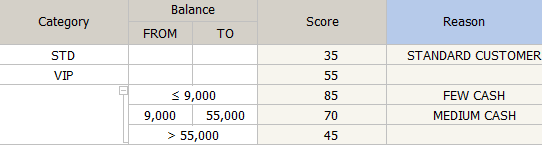 Category Balance Score Reason
FROM TO
STD 35 STANDARD CUSTOMER
VIP 55
≤ 9,000 85 FEW CASH
9,000 55,000 70 MEDIUM CASH
> 55,000 45